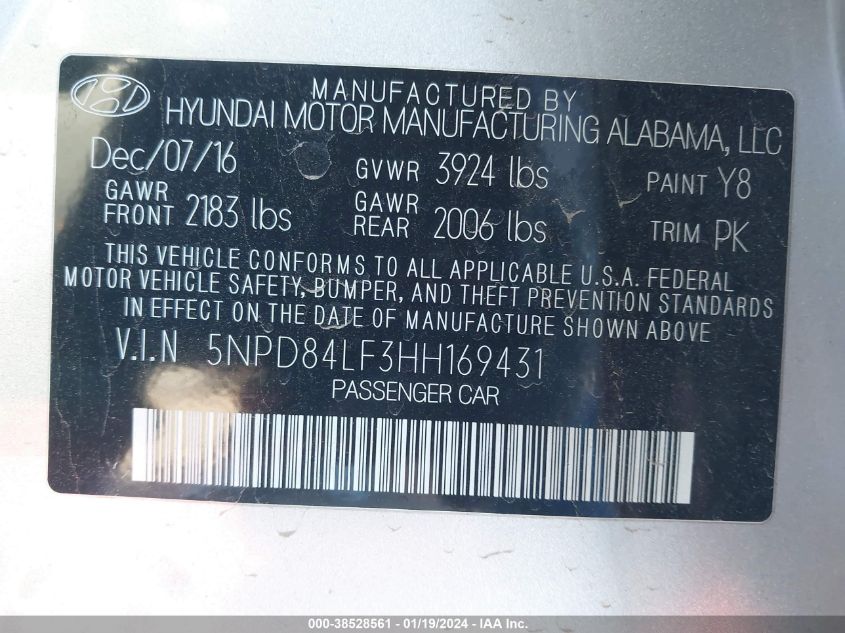 MANUFACTURED BY
HYUNDAI MOTOR MANUFACTURING ALABAMA, LLC
Dec/07/16 GVWR 3924 lbs PAINT Y8
GAWR FRONT 2183 lbs GAWR REAR 2006 lbs TRIM PK
THIS VEHICLE CONFORMS TO ALL APPLICABLE U.S.A. FEDERAL
MOTOR VEHICLE SAFETY, BUMPER, AND THEFT PREVENTION STANDARDS
IN EFFECT ON THE DATE OF MANUFACTURE SHOWN ABOVE
V.I.N 5NPD84LF3HH169431
PASSENGER CAR
000-38528561 - 01/19/2024 - IAA Inc.